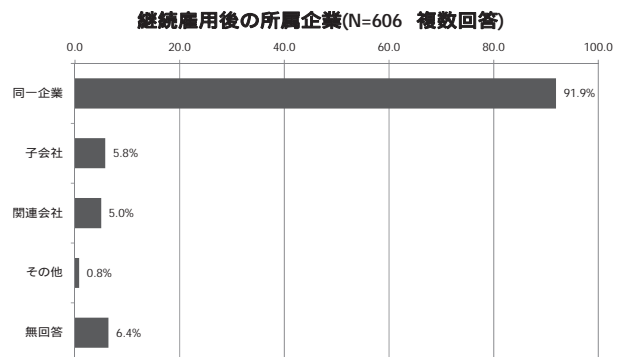 継続雇用後の所属企業(N=606 複数回答)
0.0 20.0 40.0 60.0 80.0 100.0
同一企業 91.9%
子会社 5.8%
関連会社 5.0%
その他 0.8%
無回答 6.4%